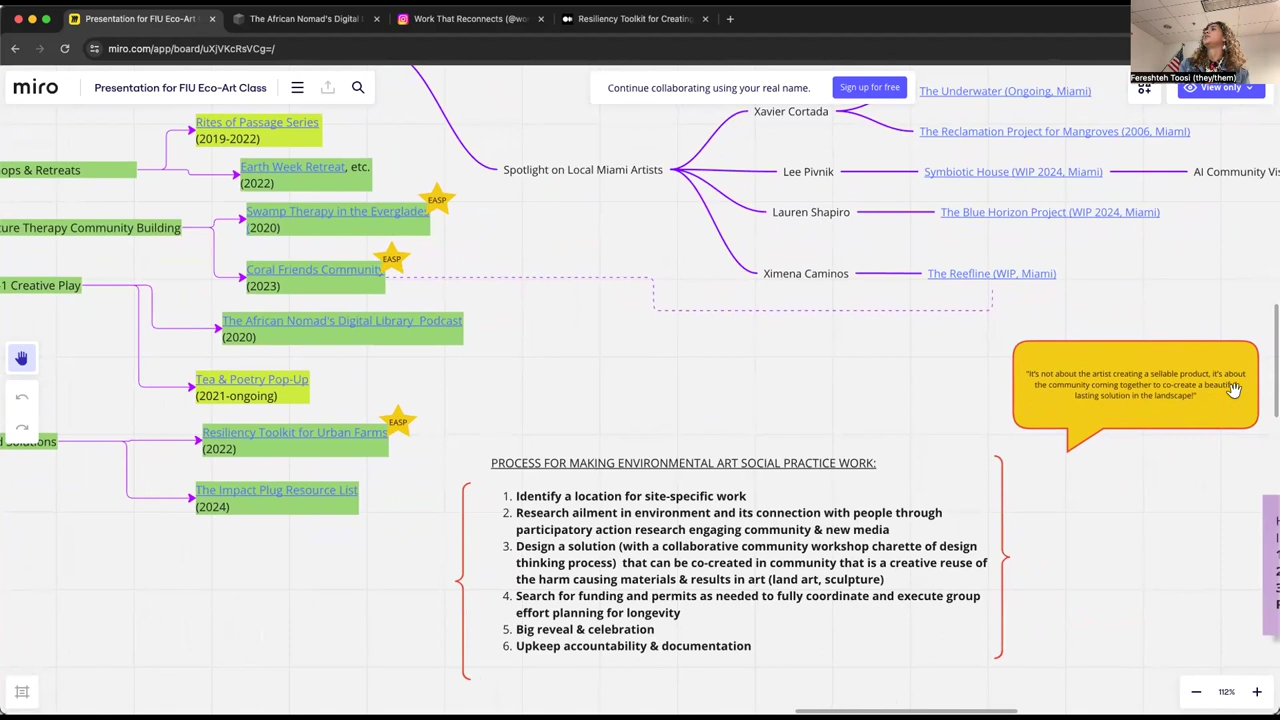 Presentation for FIU Eco-Art
The African Nomad's Digital L
Work That Reconnects (@wo
Resiliency Toolkit for Creating
miro.com/app/board/uXjVKcRsVCg=/
Fereshteh Toosi (they/them)
miro
Presentation for FIU Eco-Art Class
Continue collaborating using your real name.
Sign up for free
View only
Rites of Passage Series
(2019-2022)
ops & Retreats
Earth Week Retreat, etc.
(2022)
EASP
Swamp Therapy in the Everglades
(2020)
ture Therapy Community Building
EASP
Coral Friends Community
(2023)
-1 Creative Play
The African Nomad's Digital Library Podcast
(2020)
Tea & Poetry Pop-Up
(2021-ongoing)
EASP
Resiliency Toolkit for Urban Farms
(2022)
d Solutions
The Impact Plug Resource List
(2024)
Spotlight on Local Miami Artists
Xavier Cortada
The Underwater (Ongoing, Miami)
The Reclamation Project for Mangroves (2006, MiamI)
Lee Pivnik
Symbiotic House (WIP 2024, Miami)
AI Community Vis
Lauren Shapiro
The Blue Horizon Project (WIP 2024, Miami)
Ximena Caminos
The Reefline (WIP, Miami)
"It's not about the artist creating a sellable product, it's about
the community coming together to co-create a beautiful
lasting solution in the landscape!"
PROCESS FOR MAKING ENVIRONMENTAL ART SOCIAL PRACTICE WORK:
1. Identify a location for site-specific work
2. Research ailment in environment and its connection with people through
participatory action research engaging community & new media
3. Design a solution (with a collaborative community workshop charette of design
thinking process) that can be co-created in community that is a creative reuse of
the harm causing materials & results in art (land art, sculpture)
4. Search for funding and permits as needed to fully coordinate and execute group
effort planning for longevity
5. Big reveal & celebration
6. Upkeep accountability & documentation
112%